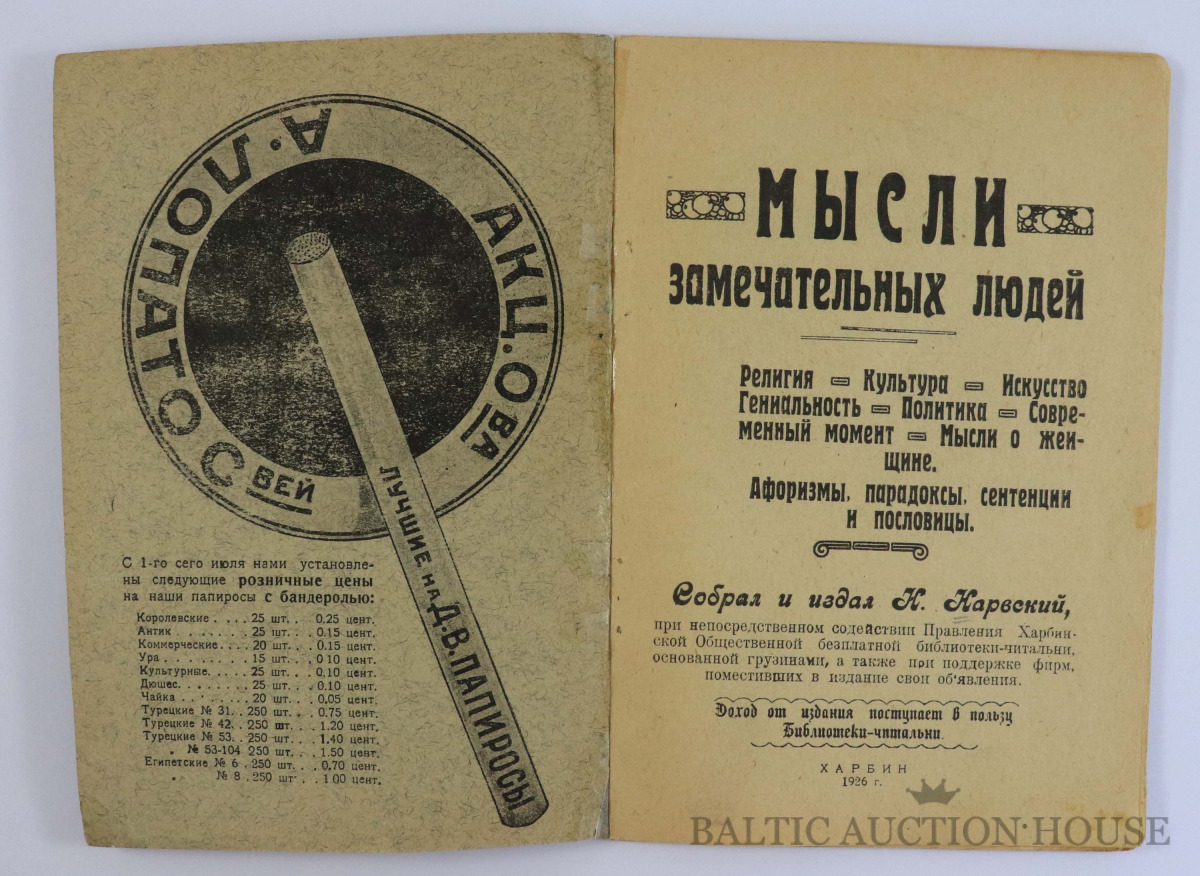 АКЦ. О-ВА
А. ЛОПАТО С-ВЕЙ
ЛУЧШИЕ НА Д.В. ПАПИРОСЫ
С 1-го сего июля нами установле-
ны следующие розничные цены
на наши папиросы с бандеролью:
Королевские . . . . 25 шт. . . 0.25 цент.
Антик . . . . . . . 25 шт. . . 0.15 цент.
Коммерческие . . . . 20 шт. . . 0.15 цент.
Ура . . . . . . . . 15 шт. . . 0 10 цент.
Культурные. . . . . 25 шт. . . 0.10 цент.
Дюшес. . . . . . . . 25 шт. . . 0.10 цент.
Чайка . . . . . . . 20 шт. . . 0.05 цент.
Турецкие № 31. . 250 шт. . . 0.75 цент.
Турецкие № 42. . 250 шт. . . 1.20 цент.
Турецкие № 53. . 250 шт. . . 1.40 цент.
„ № 53-104 250 шт. . . 1.50 цент.
Египетские № 6 . 250 шт. . . 0.70 цент.
„ № 8 . 250 шт. . . 1 00 цент.
МЫСЛИ
замечательных людей
Религия = Культура = Искусство
Гениальность = Политика = Совре-
менный момент = Мысли о жен-
щине.
Афоризмы, парадоксы, сентенции
и пословицы.
Собрал и издал Н. Нарвский,
при непосредственном содействии Правления Харбин-
ской Общественной бесплатной библиотеки-читальни,
основанной грузинами, а также при поддержке фирм,
поместивших в издание свои об'явления.
Доход от издания поступает в пользу
Библиотеки-читальни.
ХАРБИН
1926 г.
BALTIC AUCTION HOUSE